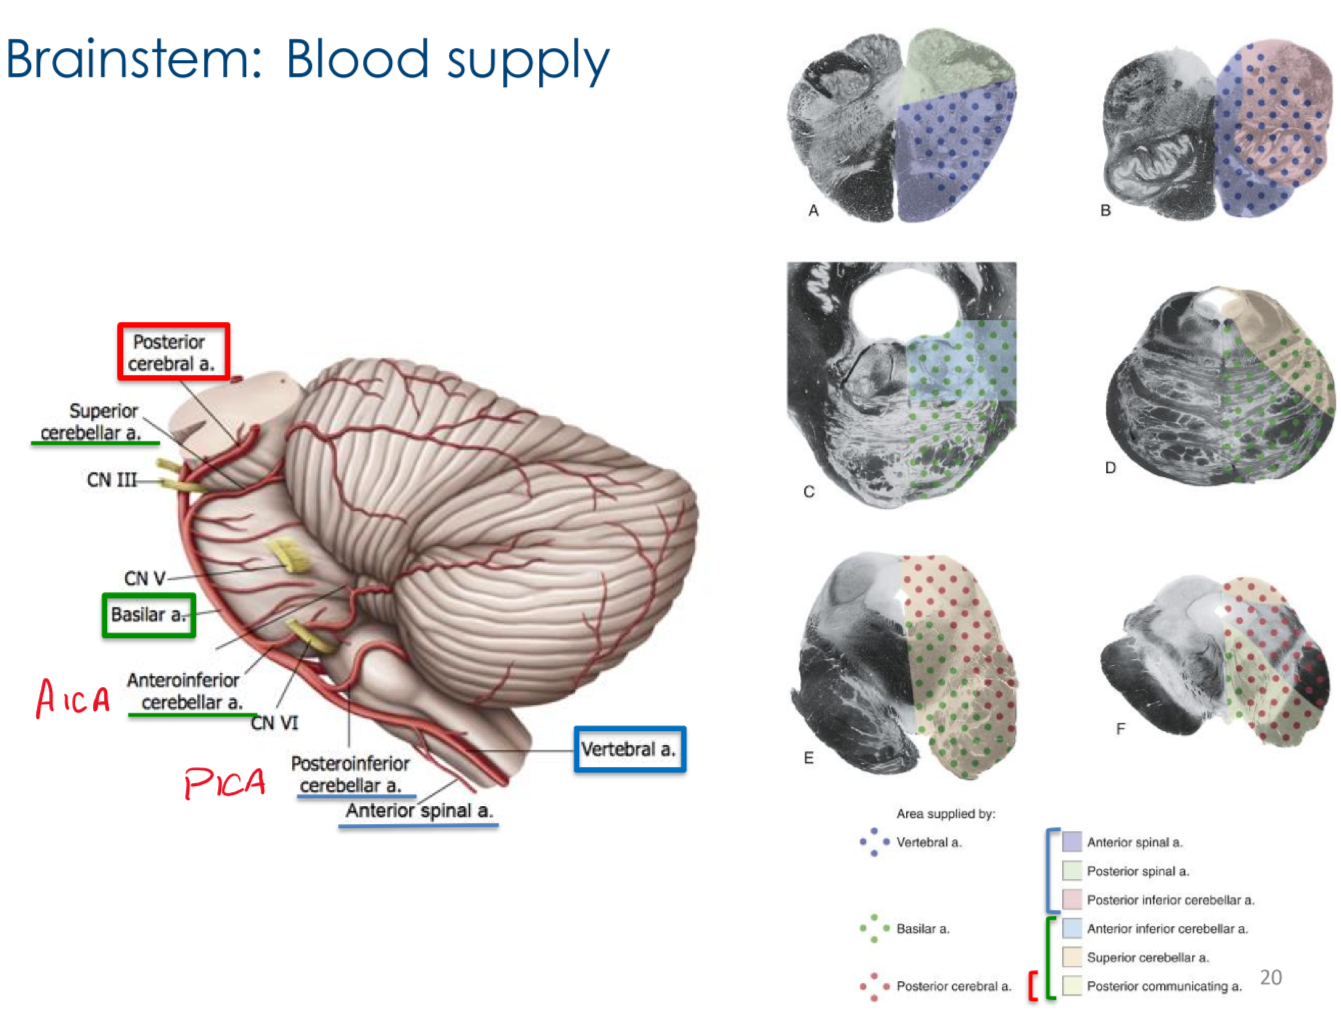 Brainstem: Blood supply
Posterior
cerebral a.
Superior
cerebellar a.
CN III
CN V
Basilar a.
Anteroinferior
cerebellar a.
AICA
CN VI
Posteroinferior
cerebellar a.
PICA
Anterior spinal a.
Vertebral a.
A
B
C
D
E
F
Area supplied by:
Vertebral a.
Basilar a.
Posterior cerebral a.
Anterior spinal a.
Posterior spinal a.
Posterior inferior cerebellar a.
Anterior inferior cerebellar a.
Superior cerebellar a.
Posterior communicating a.
20